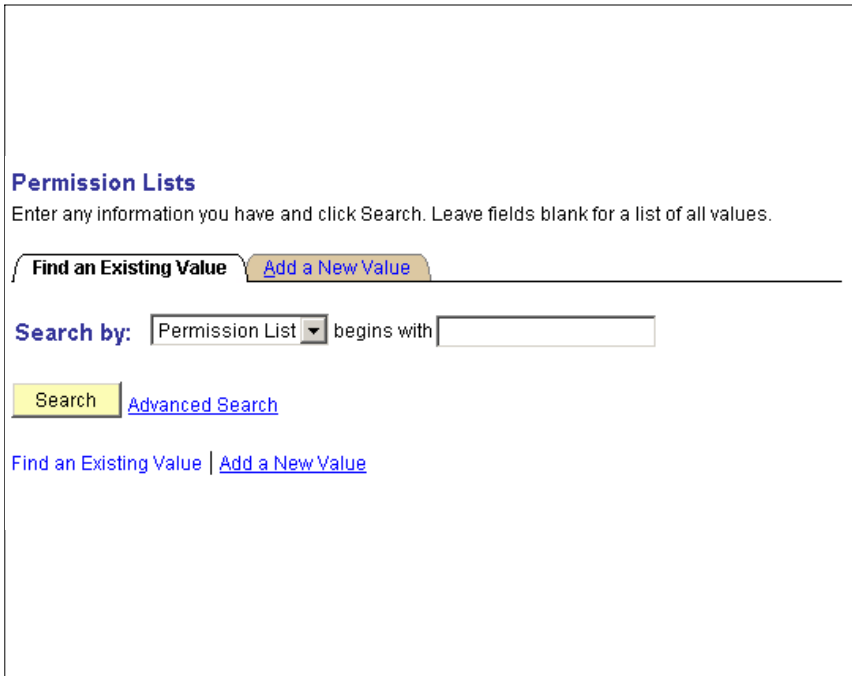 Permission Lists
Enter any information you have and click Search. Leave fields blank for a list of all values.
Find an Existing Value Add a New Value
Search by: Permission List begins with
Search Advanced Search
Find an Existing Value | Add a New Value